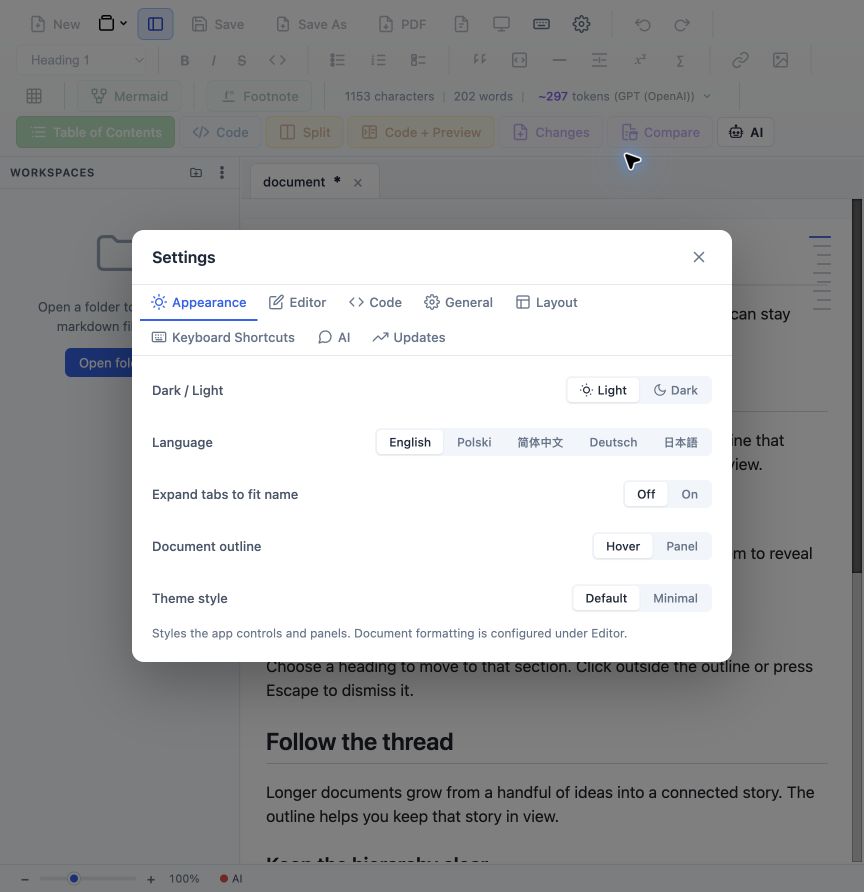 New Save Save As PDF
Heading 1 B I S x² Σ
Mermaid Footnote 1153 characters 202 words ~297 tokens (GPT (OpenAI))
Table of Contents Code Split Code + Preview Changes Compare AI
WORKSPACES
document *
Open a folder to
markdown fi
Open fol
Settings
Appearance Editor Code General Layout
Keyboard Shortcuts AI Updates
Dark / Light Light Dark
Language English Polski 简体中文 Deutsch 日本語
Expand tabs to fit name Off On
Document outline Hover Panel
Theme style Default Minimal
Styles the app controls and panels. Document formatting is configured under Editor.
can stay
ine that
view.
m to reveal
Choose a heading to move to that section. Click outside the outline or press
Escape to dismiss it.
Follow the thread
Longer documents grow from a handful of ideas into a connected story. The
outline helps you keep that story in view.
Keep the hierarchy clear
− + 100% AI